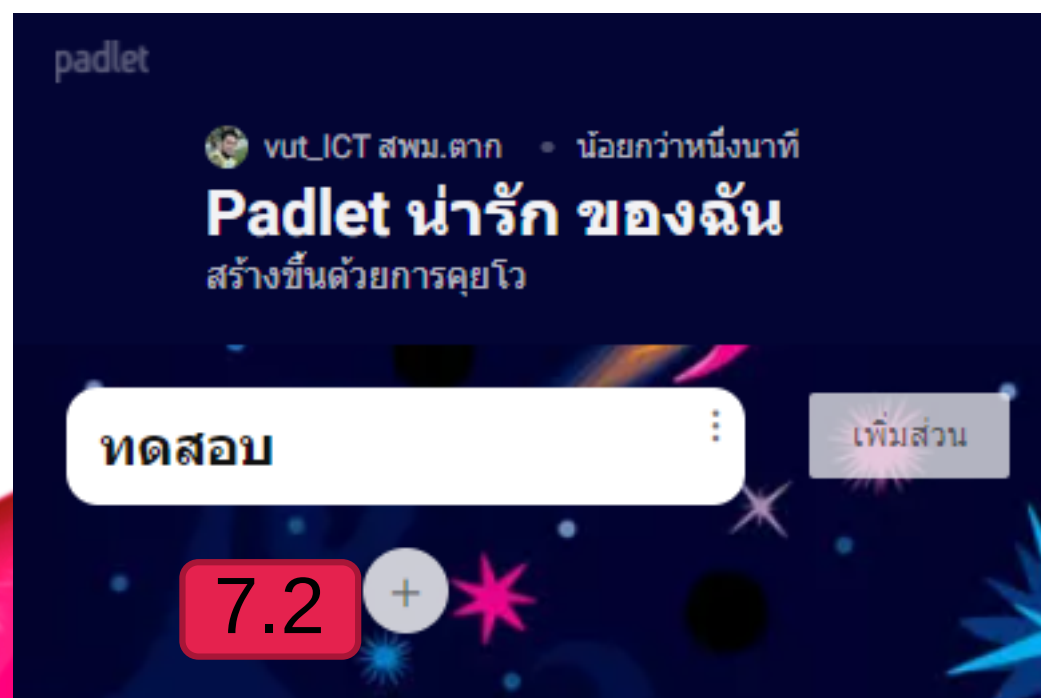 padlet
vut_ICT สพม.ตาก • น้อยกว่าหนึ่งนาที
Padlet น่ารัก ของฉัน
สร้างขึ้นด้วยการคุยโว
ทดสอบ
เพิ่มส่วน
7.2 +